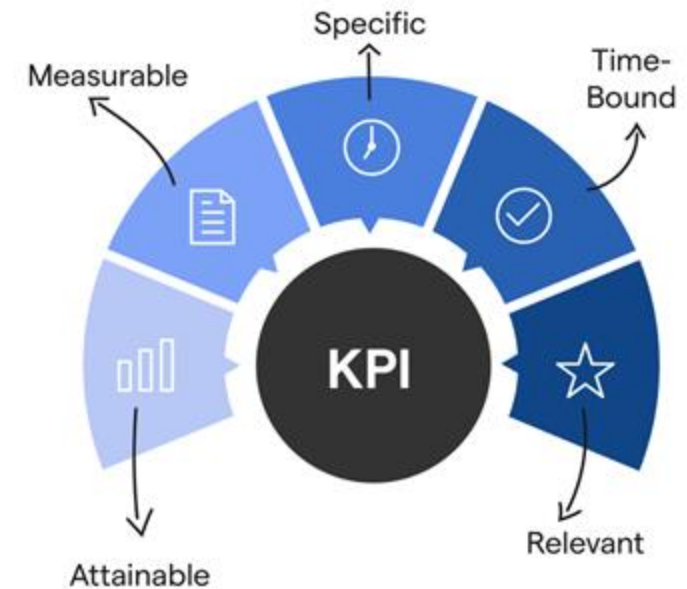 Specific
Measurable
Time-
Bound
KPI
Attainable
Relevant